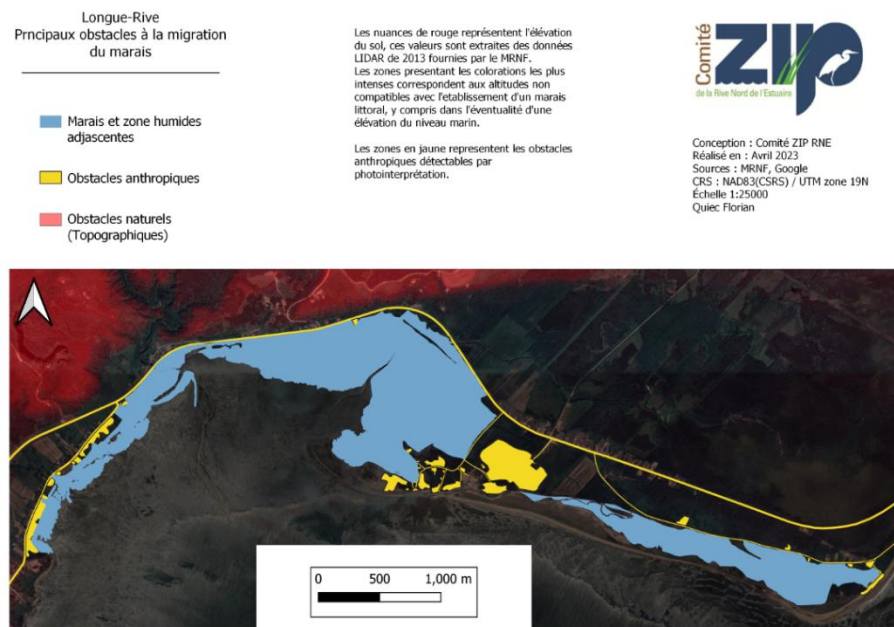 Longue-Rive
Prncipaux obstacles à la migration
du marais
Marais et zone humides
adjascentes
Obstacles anthropiques
Obstacles naturels
(Topographiques)
Les nuances de rouge représentent l'élévation
du sol, ces valeurs sont extraites des données
LIDAR de 2013 fournies par le MRNF.
Les zones presentant les colorations les plus
intenses correspondent aux altitudes non
compatibles avec l'etablissement d'un marais
littoral, y compris dans l'éventualité d'une
élévation du niveau marin.
Les zones en jaune representent les obstacles
anthropiques détectables par
photointerprétation.
Comité
ZIP
de la Rive Nord de l'Estuaire
Conception : Comité ZIP RNE
Réalisé en : Avril 2023
Sources : MRNF, Google
CRS : NAD83(CSRS) / UTM zone 19N
Échelle 1:25000
Quiec Florian
0 500 1,000 m